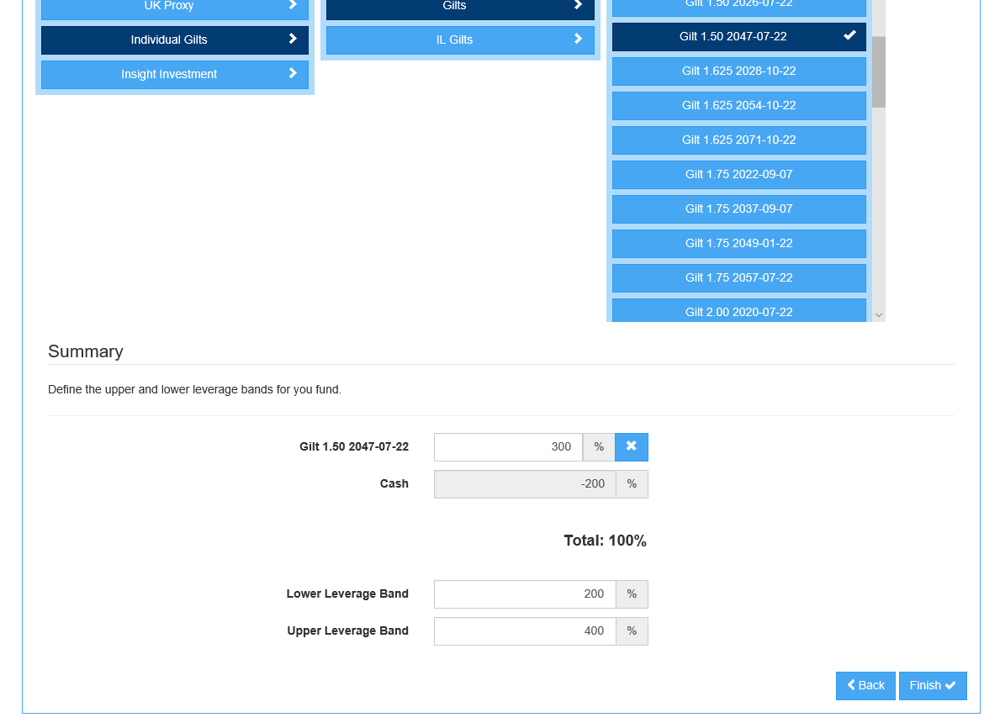 UK Proxy
Individual Gilts
Insight Investment
Gilts
IL Gilts
Gilt 1.50 2026-07-22
Gilt 1.50 2047-07-22
Gilt 1.625 2028-10-22
Gilt 1.625 2054-10-22
Gilt 1.625 2071-10-22
Gilt 1.75 2022-09-07
Gilt 1.75 2037-09-07
Gilt 1.75 2049-01-22
Gilt 1.75 2057-07-22
Gilt 2.00 2020-07-22
Summary
Define the upper and lower leverage bands for you fund.
Gilt 1.50 2047-07-22 300 %
Cash -200 %
Total: 100%
Lower Leverage Band 200 %
Upper Leverage Band 400 %
Back Finish